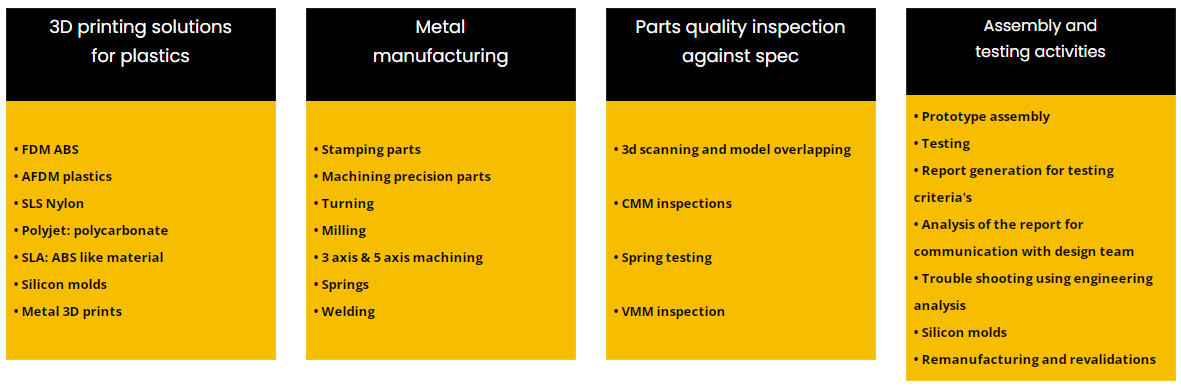 3D printing solutions
for plastics
• FDM ABS
• AFDM plastics
• SLS Nylon
• Polyjet: polycarbonate
• SLA: ABS like material
• Silicon molds
• Metal 3D prints
Metal
manufacturing
• Stamping parts
• Machining precision parts
• Turning
• Milling
• 3 axis & 5 axis machining
• Springs
• Welding
Parts quality inspection
against spec
• 3d scanning and model overlapping
• CMM inspections
• Spring testing
• VMM inspection
Assembly and
testing activities
• Prototype assembly
• Testing
• Report generation for testing
criteria's
• Analysis of the report for
communication with design team
• Trouble shooting using engineering
analysis
• Silicon molds
• Remanufacturing and revalidations